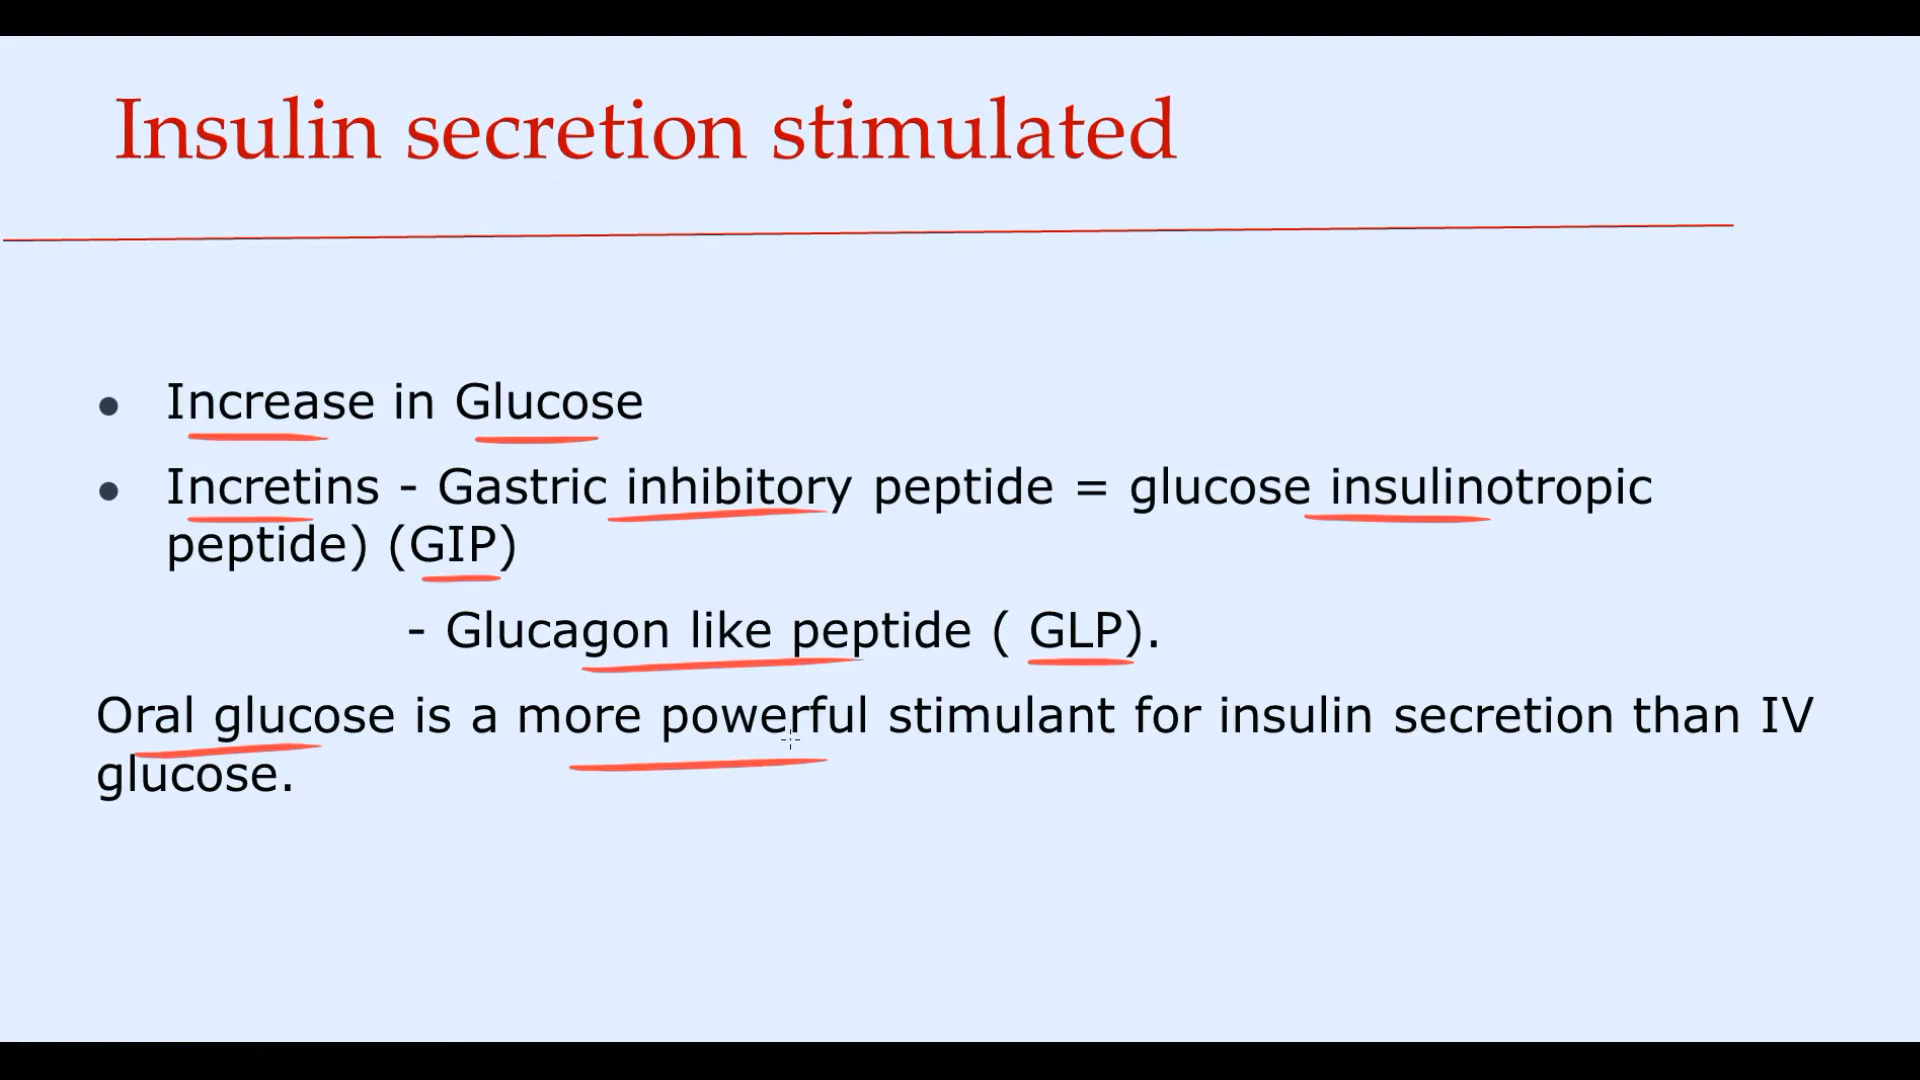 Insulin secretion stimulated
• Increase in Glucose
• Incretins - Gastric inhibitory peptide = glucose insulinotropic
peptide) (GIP)
- Glucagon like peptide ( GLP).
Oral glucose is a more powerful stimulant for insulin secretion than IV
glucose.